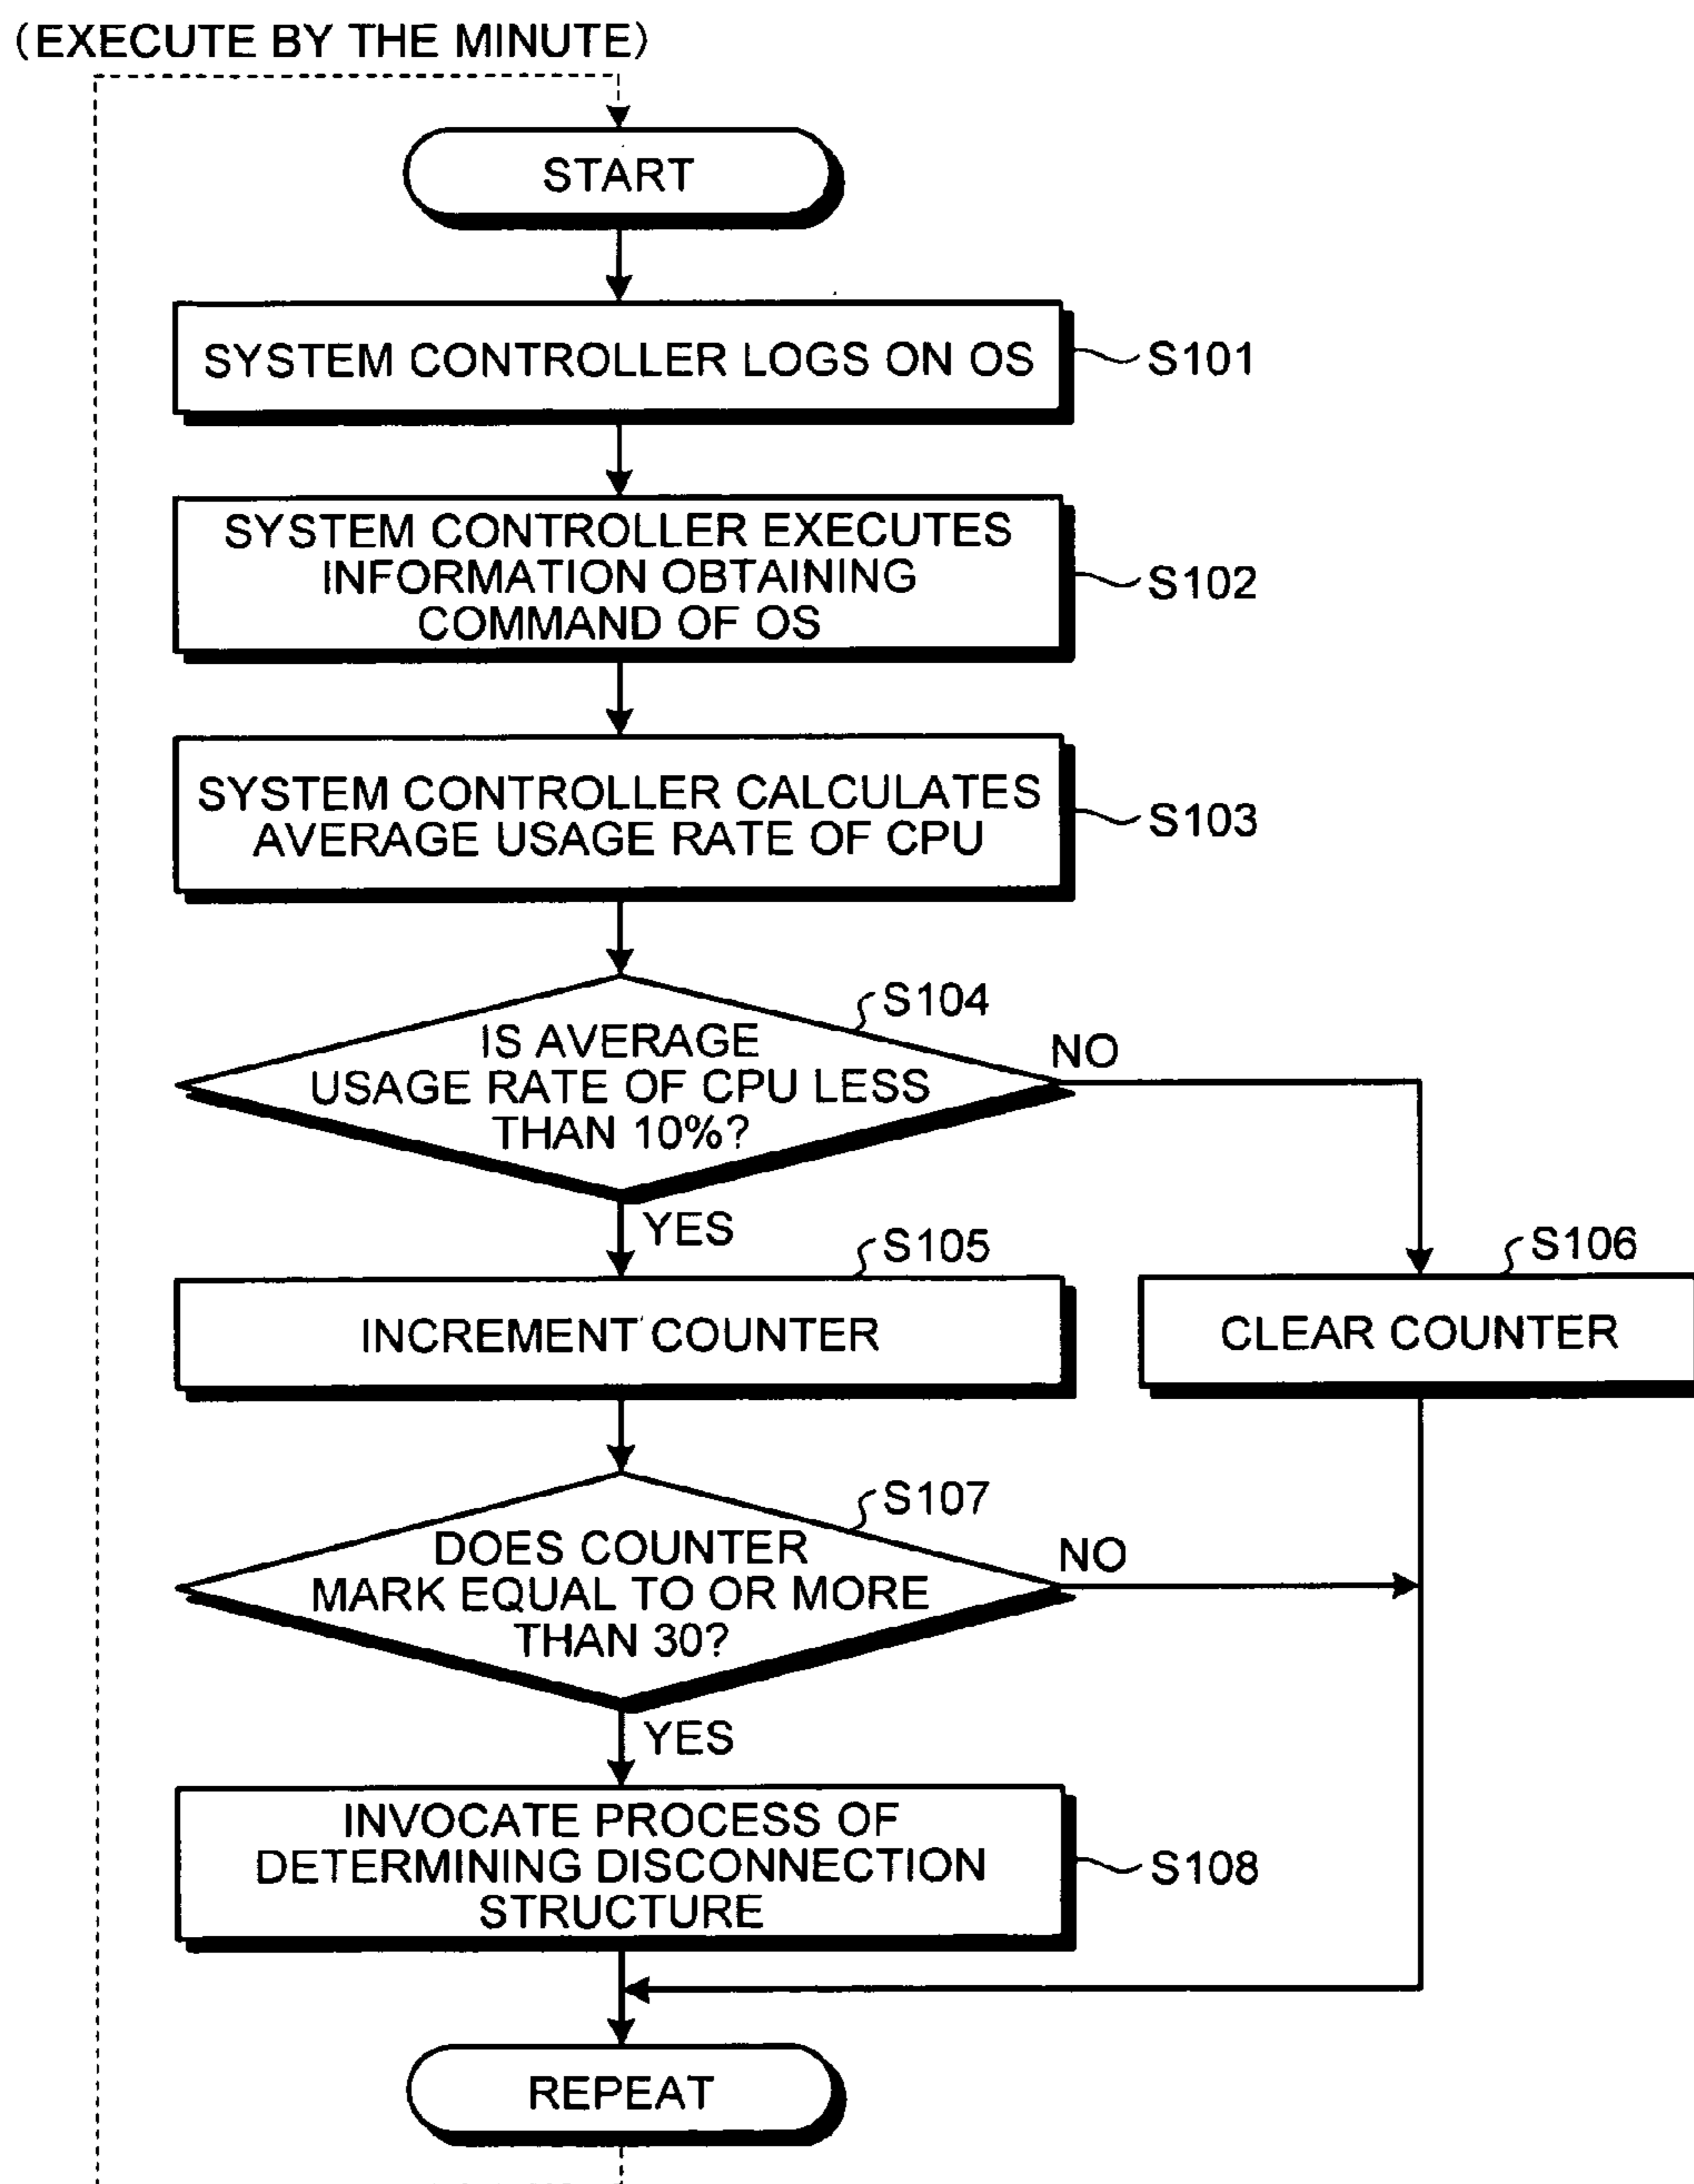 (EXECUTE BY THE MINUTE)
START
SYSTEM CONTROLLER LOGS ON OS
S101
SYSTEM CONTROLLER EXECUTES
INFORMATION OBTAINING
COMMAND OF OS
S102
SYSTEM CONTROLLER CALCULATES
AVERAGE USAGE RATE OF CPU
S103
S104
IS AVERAGE
USAGE RATE OF CPU LESS
THAN 10%?
NO
YES
S105
INCREMENT COUNTER
S106
CLEAR COUNTER
S107
DOES COUNTER
MARK EQUAL TO OR MORE
THAN 30?
NO
YES
INVOCATE PROCESS OF
DETERMINING DISCONNECTION
STRUCTURE
S108
REPEAT